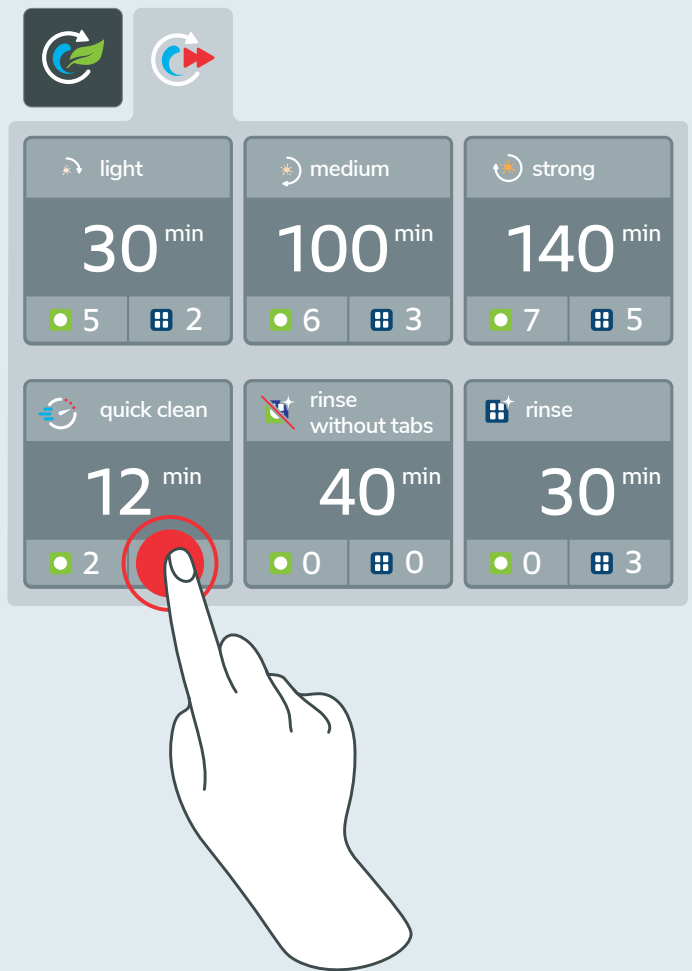 light
30 min
5 2
medium
100 min
6 3
strong
140 min
7 5
quick clean
12 min
2
rinse
without tabs
40 min
0 0
rinse
30 min
0 3